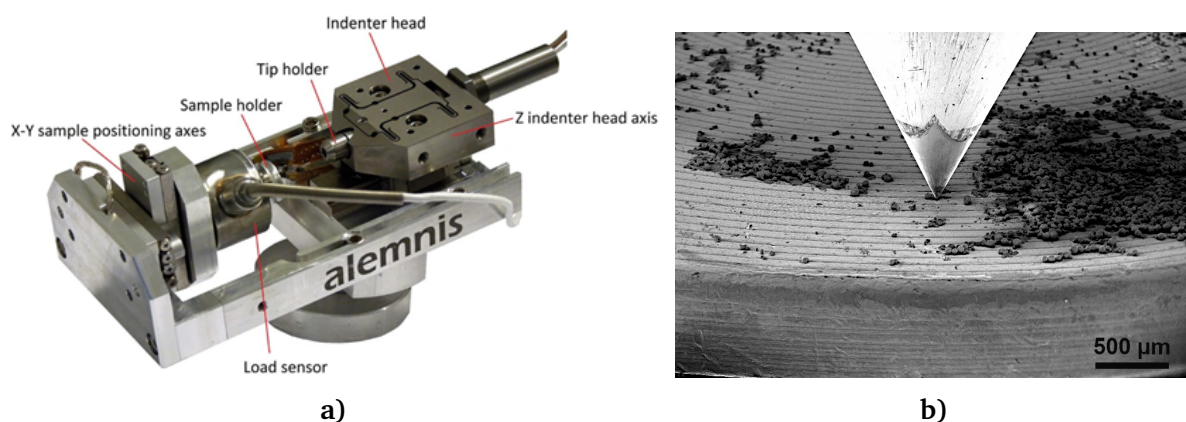 Indenter head
Tip holder
Sample holder
X-Y sample positioning axes
Z indenter head axis
alemnis
Load sensor
500 µm
a)
b)